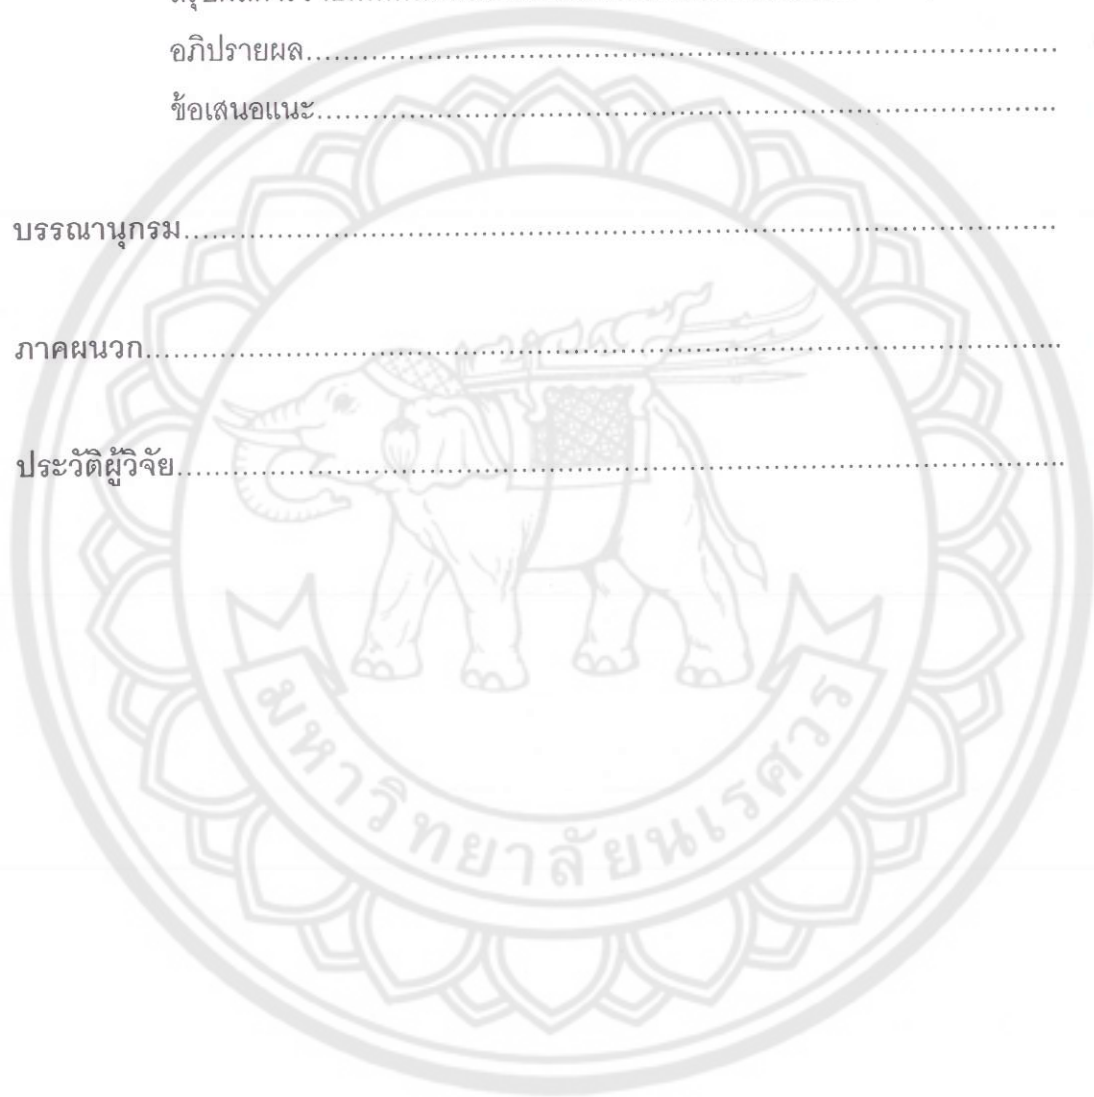 อภิปรายผล........................................................................................
ข้อเสนอแนะ........................................................................................
บรรณานุกรม........................................................................................
ภาคผนวก........................................................................................
ประวัติผู้วิจัย........................................................................................
มหาวิทยาลัยนเรศวร